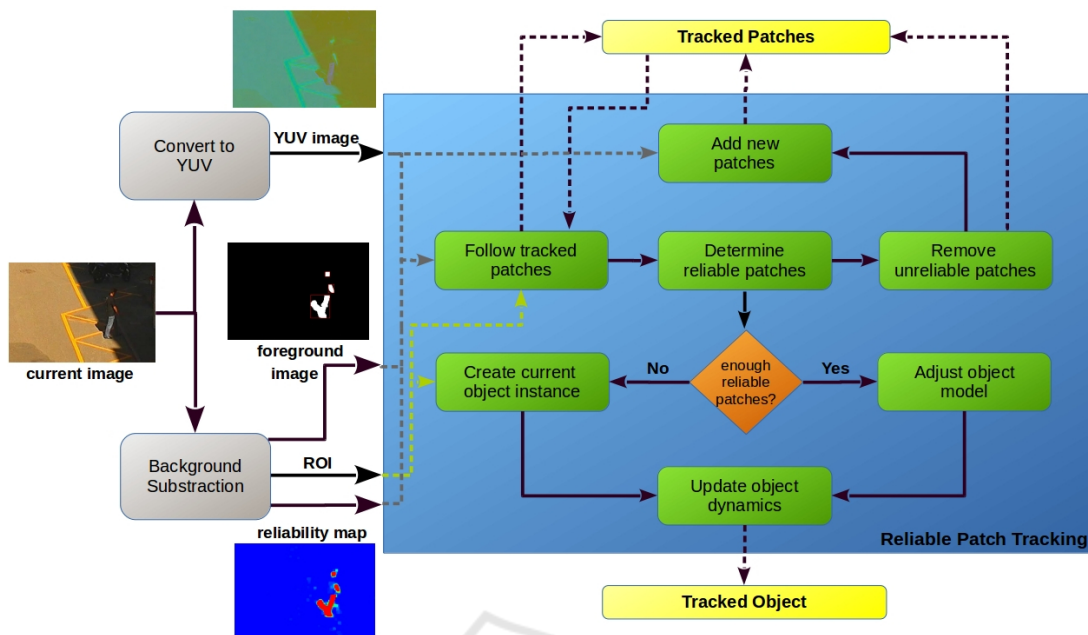 Tracked Patches
Convert to
YUV
YUV image
Add new
patches
Follow tracked
patches
Determine
reliable patches
Remove
unreliable patches
current image
foreground
image
Create current
object instance
No
enough
reliable
patches?
Yes
Adjust object
model
Background
Substraction
ROI
reliability map
Update object
dynamics
Reliable Patch Tracking
Tracked Object